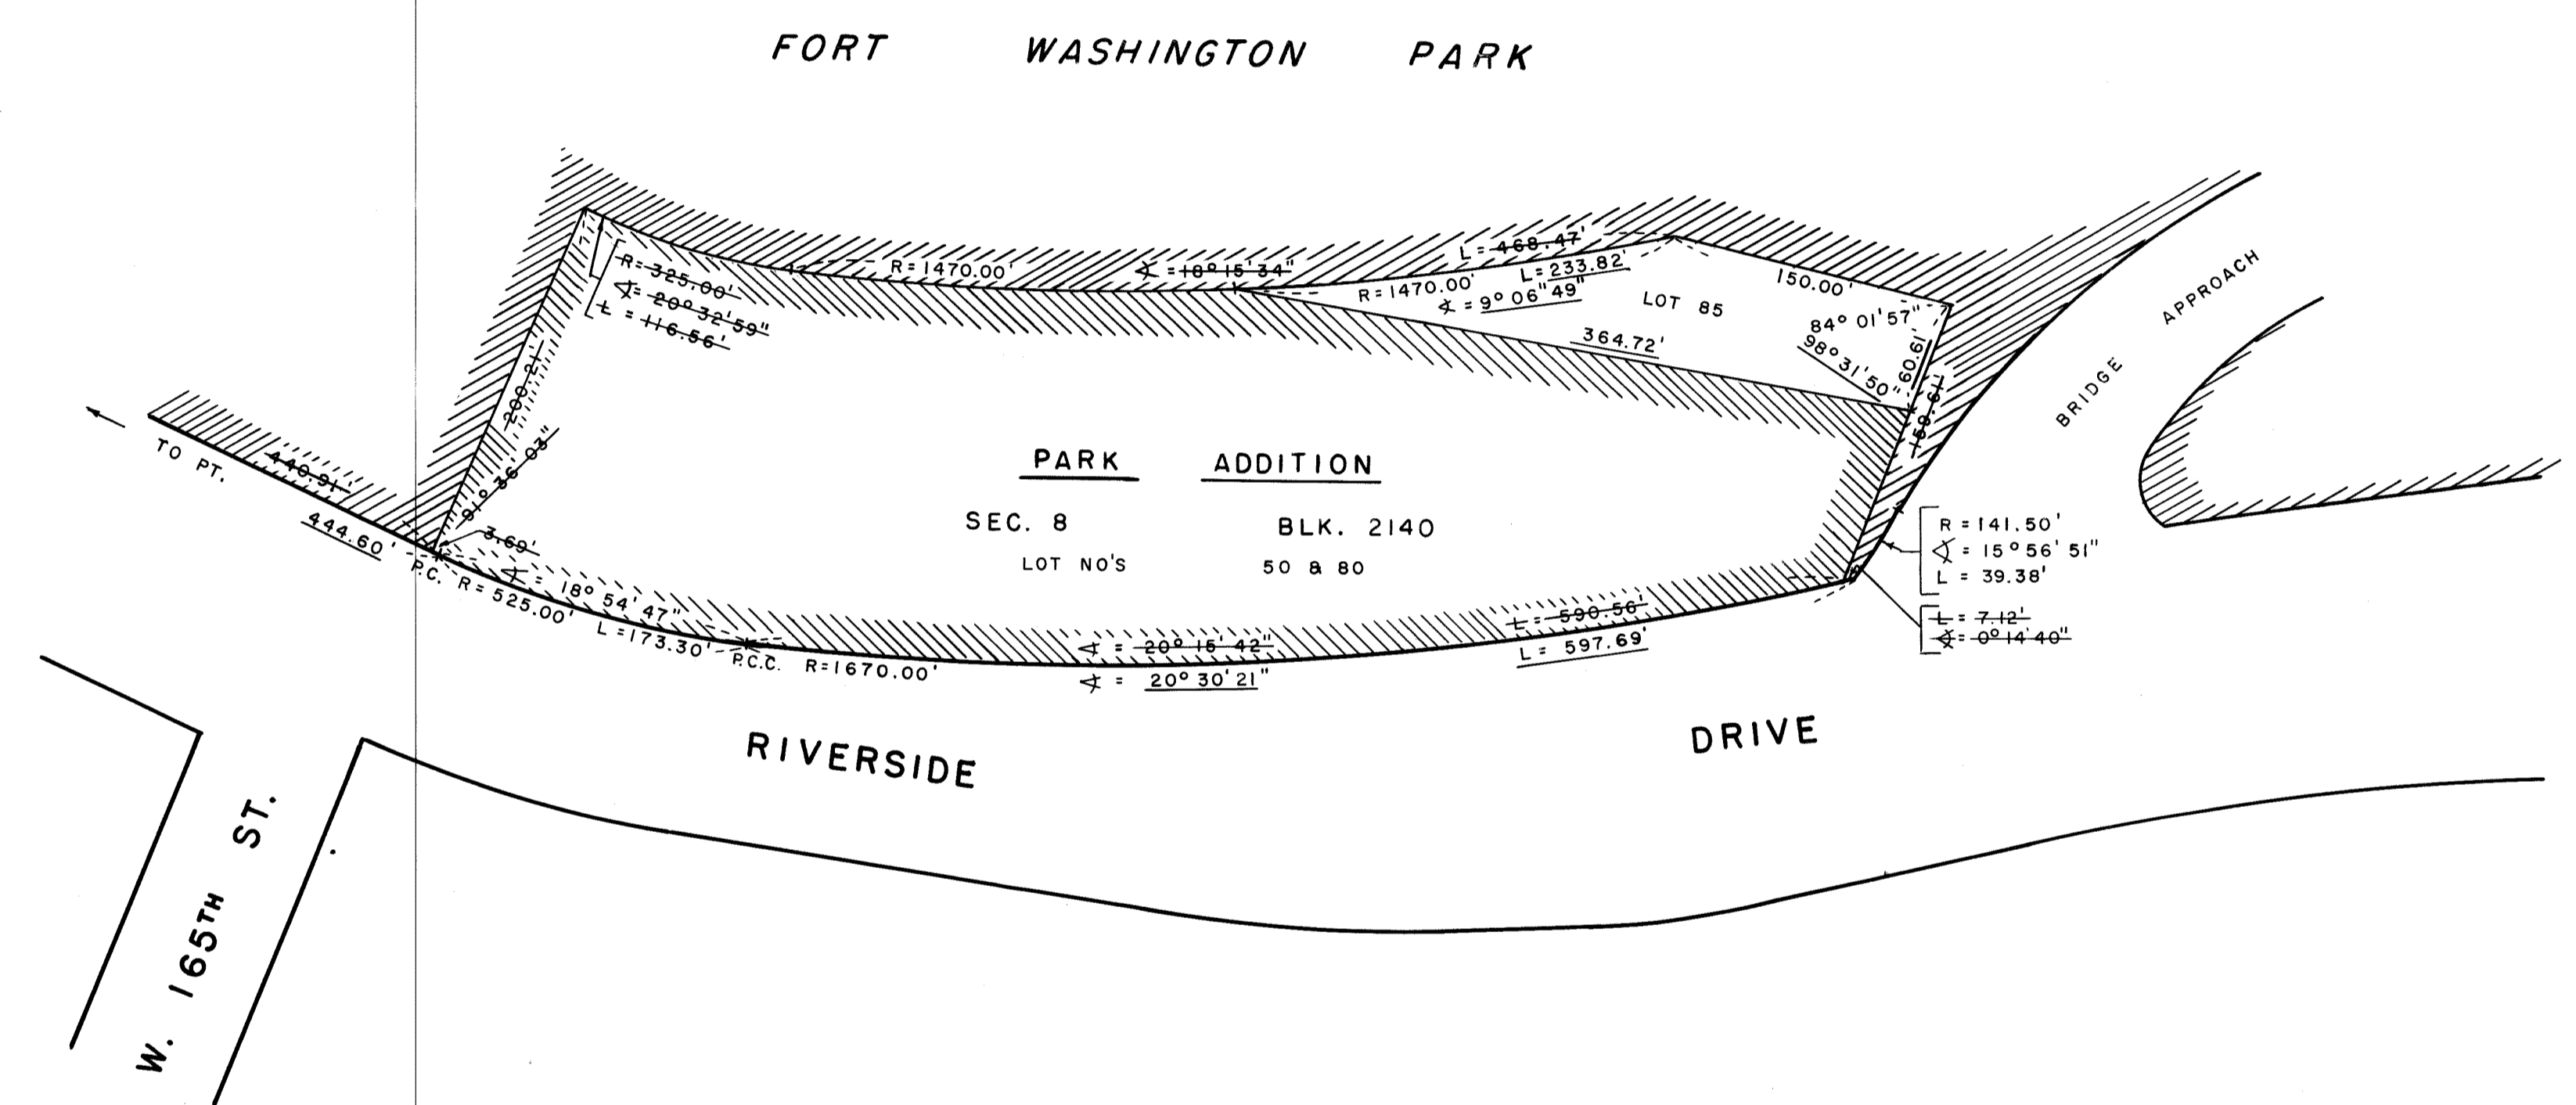 FORT WASHINGTON PARK
L= 468.47'
R=1470.00'
∡ =18°15'34"
L= 233.82'
R=1470.00'
∡ = 9°06"49"
150.00'
LOT 85
84° 01'57"
98°31'50"
60.61
159.61
364.72'
R=325.00'
∡= 20°32'59"
L = 116.56'
200.21
91° 36' 03"
BRIDGE APPROACH
TO PT.
440.91'
444.60'
3.69'
P.C.
R= 525.00'
∡= 18° 54' 47"
L =173.30'
P.C.C.
R=1670.00'
PARK ADDITION
SEC. 8 BLK. 2140
LOT NO'S 50 & 80
∡ = 20° 15' 42"
∡ = 20° 30' 21"
L= 590.56'
L= 597.69'
R =141.50'
∡ = 15°56' 51"
L = 39.38'
L= 7.12'
∡= 0°14'40"
RIVERSIDE DRIVE
W. 165TH ST.